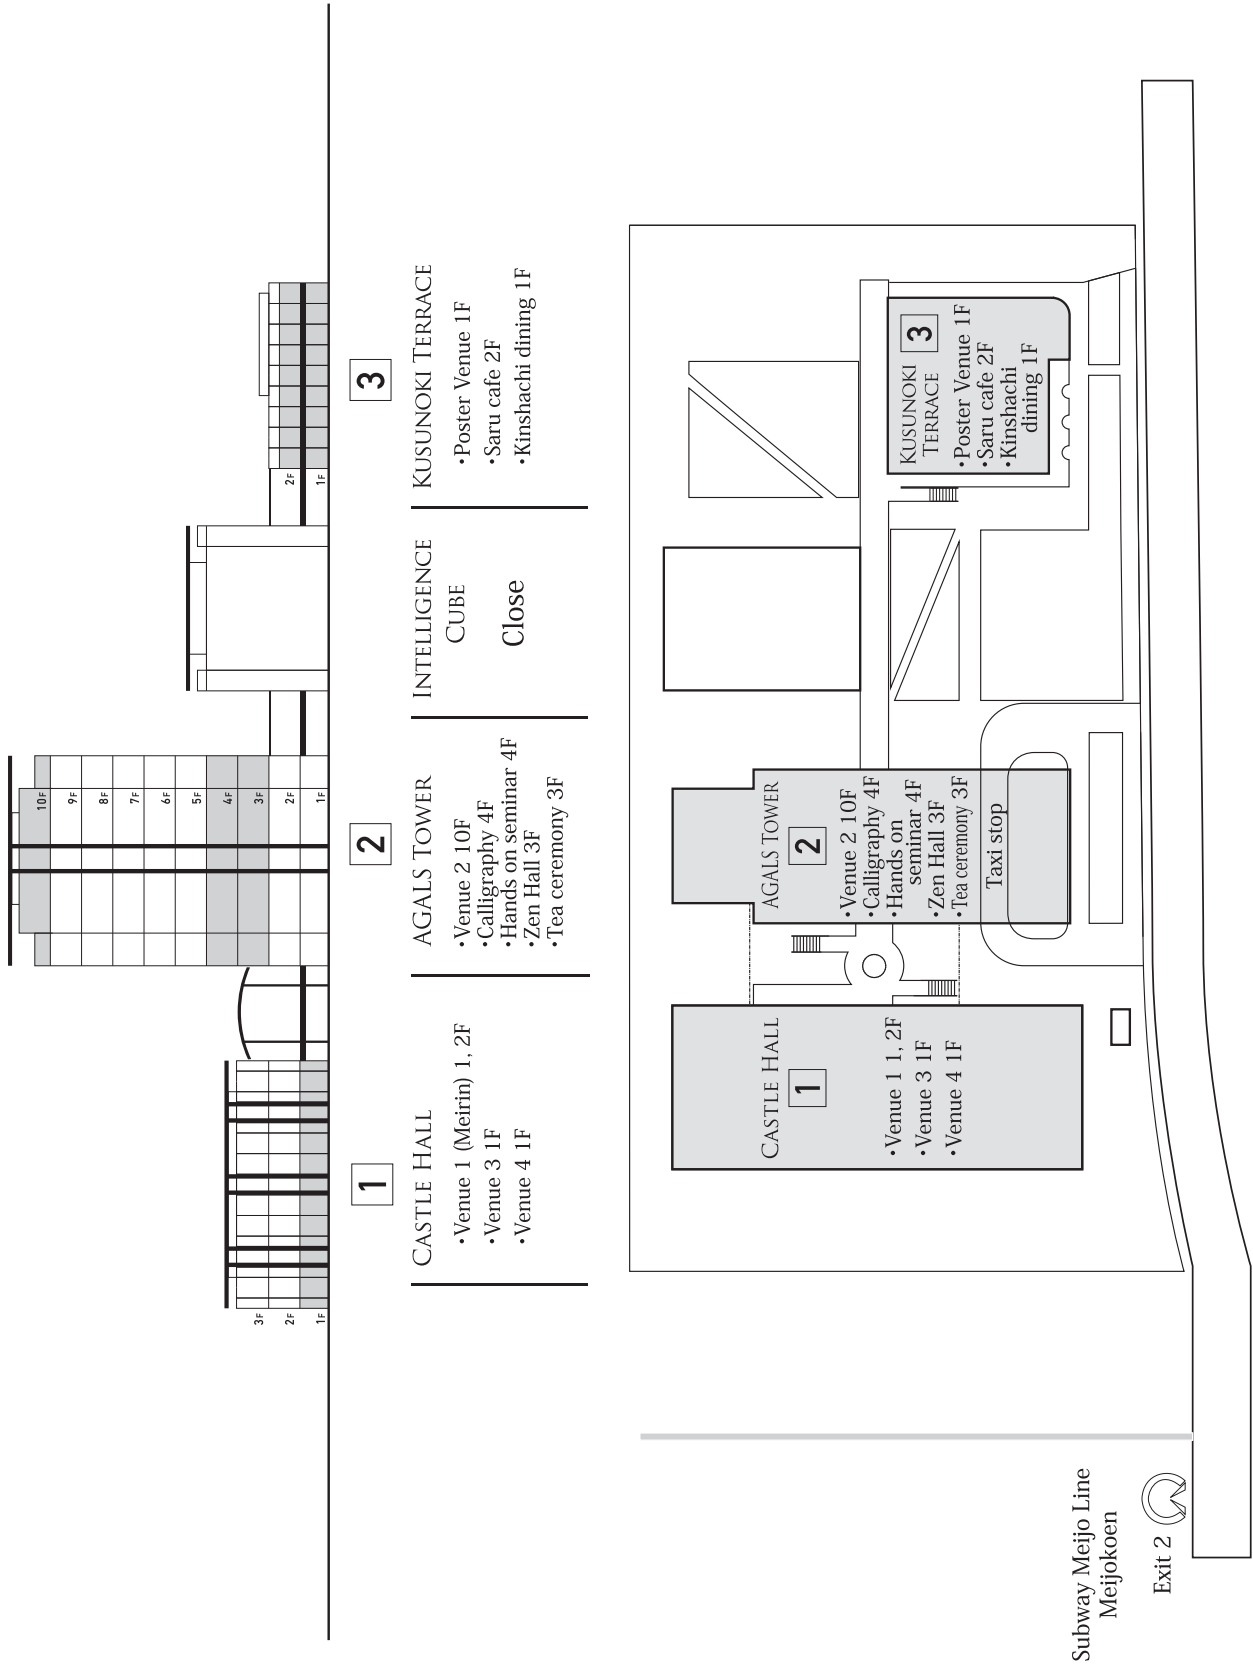 3F
2F
1F
10F
9F
8F
7F
6F
5F
4F
3F
2F
1F
2F
1F
1
CASTLE HALL
・Venue 1 (Meirin) 1, 2F
・Venue 3 1F
・Venue 4 1F
2
AGALS TOWER
・Venue 2 10F
・Calligraphy 4F
・Hands on seminar 4F
・Zen Hall 3F
・Tea ceremony 3F
INTELLIGENCE
CUBE
Close
3
KUSUNOKI TERRACE
・Poster Venue 1F
・Saru cafe 2F
・Kinshachi dining 1F
CASTLE HALL
1
・Venue 1 1, 2F
・Venue 3 1F
・Venue 4 1F
AGALS TOWER
2
・Venue 2 10F
・Calligraphy 4F
・Hands on
seminar 4F
・Zen Hall 3F
・Tea ceremony 3F
Taxi stop
KUSUNOKI
TERRACE
3
・Poster Venue 1F
・Saru cafe 2F
・Kinshachi
dining 1F
Subway Meijo Line
Meijokoen
Exit 2